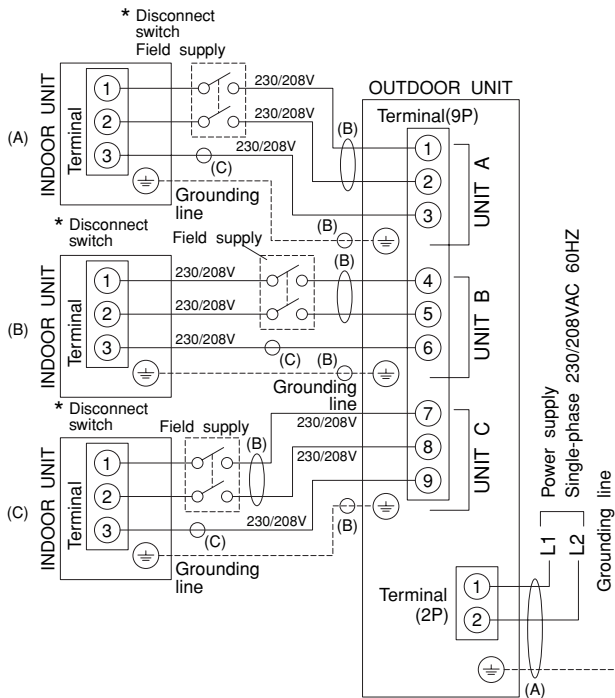 * Disconnect
switch
Field supply
230/208V
OUTDOOR UNIT
(A)
INDOOR UNIT
Terminal
1
2
3
230/208V
230/208V
(C)
(B)
Terminal(9P)
1
2
3
UNIT A
Grounding
line
(B)
* Disconnect
switch
Field supply
(B)
(B)
INDOOR UNIT
Terminal
1
2
3
230/208V
230/208V
230/208V
(C)
(B)
4
5
6
UNIT B
Grounding
line
* Disconnect
switch
Field supply
(B)
230/208V
230/208V
(C)
INDOOR UNIT
Terminal
1
2
3
230/208V
(C)
(B)
7
8
9
UNIT C
Grounding
line
Power supply
Single-phase 230/208VAC 60HZ
L1
L2
Grounding line
Terminal
(2P)
1
2
(A)